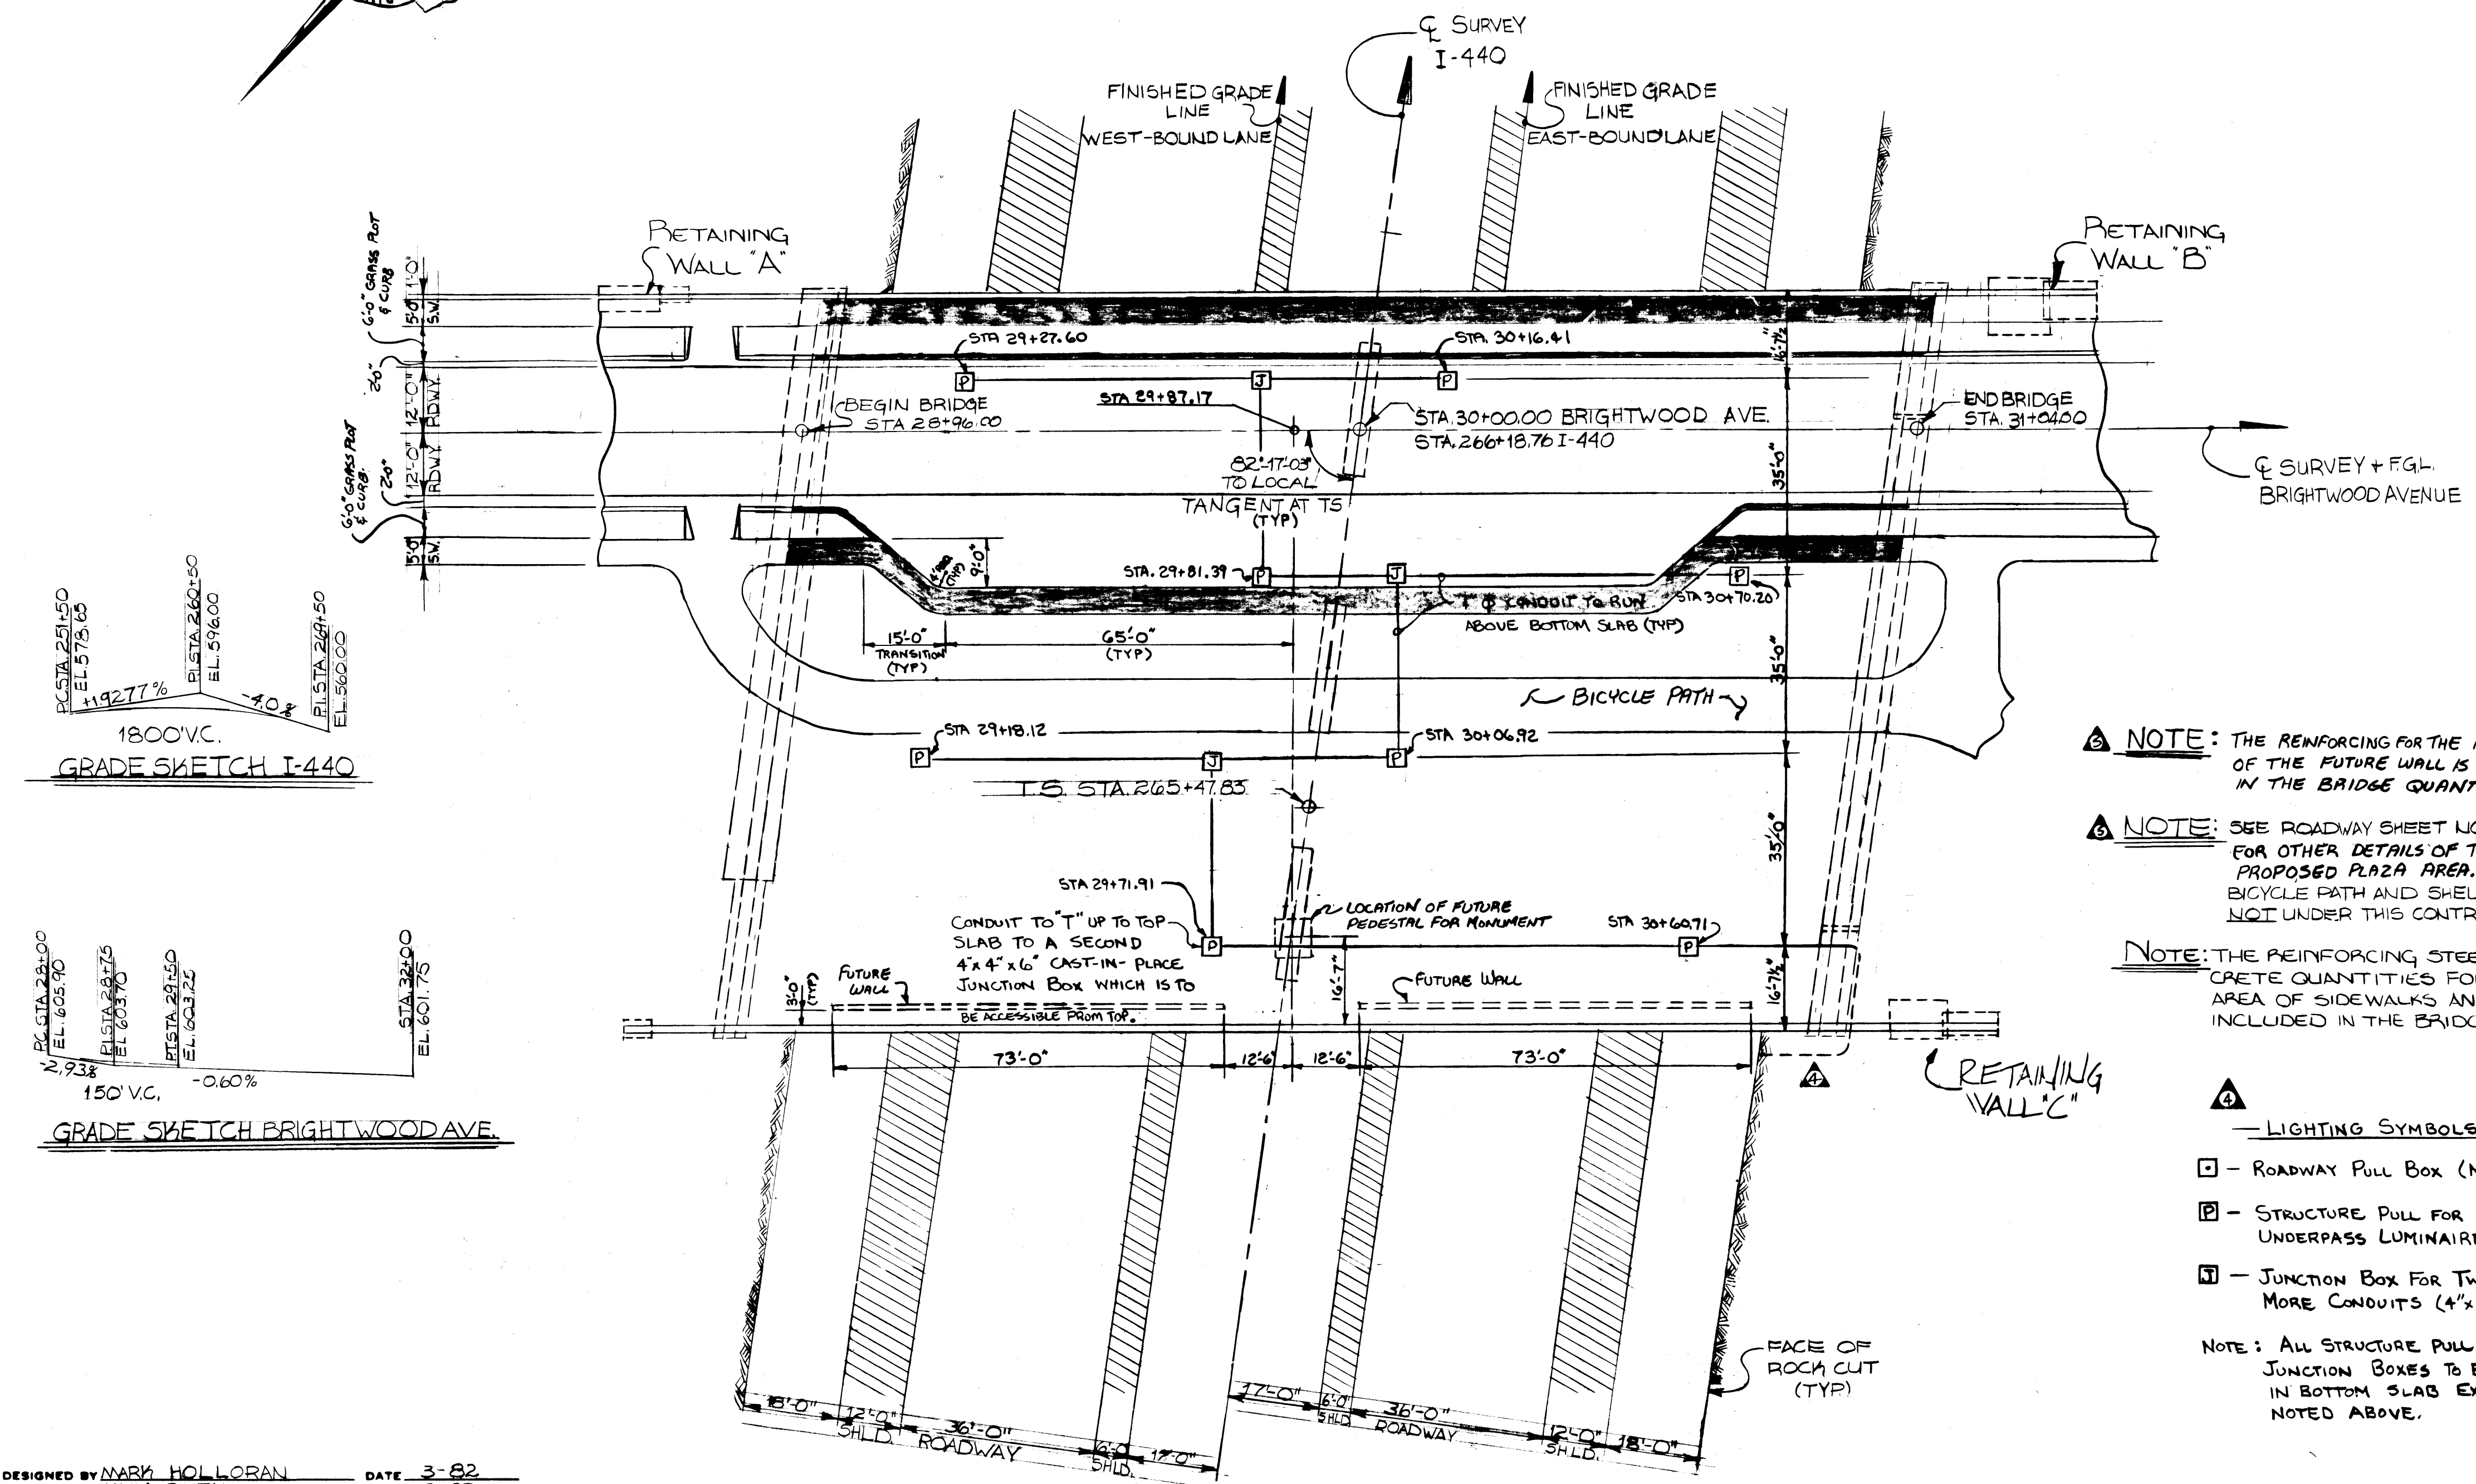 ℄ SURVEY
I-440
FINISHED GRADE
LINE
WEST-BOUND LANE
FINISHED GRADE
LINE
EAST-BOUND LANE
RETAINING
WALL "A"
RETAINING
WALL "B"
6'-0" GRASS PLOT
& CURB
1'-0"
5'-0"
S.W.
2'-0"
12'-0"
RDWY.
12'-0"
RDWY
2'-0"
6'-0" GRASS PLOT
& CURB.
5'-0"
S.W.
STA 29+27.60
STA. 30+16.41
16'-7½"
P
J
P
BEGIN BRIDGE
STA 28+96.00
STA 29+87.17
STA. 30+00.00 BRIGHTWOOD AVE.
STA. 266+18.76 I-440
END BRIDGE
STA. 31+04.00
82°-17'-03"
TO LOCAL
TANGENT AT TS
(TYP)
35'-0"
℄ SURVEY + F.G.L.
BRIGHTWOOD AVENUE
9'-0"
(TYP)
STA. 29+81.39
P
J
P
STA 30+70.20
1" Φ CONDUIT TO RUN
ABOVE BOTTOM SLAB (TYP)
15'-0"
TRANSITION
(TYP)
65'-0"
(TYP)
35'-0"
BICYCLE PATH
P.C. STA. 251+50
EL. 578.65
P.I. STA. 260+50
EL. 596.00
P.I. STA. 269+50
EL. 560.00
+1.9277%
-4.0%
1800' V.C.
GRADE SKETCH I-440
STA 29+18.12
STA 30+06.92
P
J
P
T.S. STA. 265+47.83
35'-0"
STA 29+71.91
CONDUIT TO "T" UP TO TOP
SLAB TO A SECOND
4"x 4"x 6" CAST-IN-PLACE
JUNCTION BOX WHICH IS TO
BE ACCESSIBLE FROM TOP.
P
LOCATION OF FUTURE
PEDESTAL FOR MONUMENT
STA 30+60.71
P
FUTURE
WALL
3'-0"
(TYP)
16'-7"
FUTURE WALL
16'-7½"
73'-0"
12'-6"
12'-6"
73'-0"
4
RETAINING
WALL "C"
P.C. STA. 28+00
EL. 605.90
P.I. STA. 28+75
EL 603.70
P.T. STA. 29+50
EL. 603.25
STA. 32+00
EL. 601.75
-2.93%
150' V.C.
-0.60%
GRADE SKETCH BRIGHTWOOD AVE.
NOTE: THE REINFORCING FOR THE
OF THE FUTURE WALL IS
IN THE BRIDGE QUANT
NOTE: SEE ROADWAY SHEET NO
FOR OTHER DETAILS OF T
PROPOSED PLAZA AREA.
BICYCLE PATH AND SHEL
NOT UNDER THIS CONTR
NOTE: THE REINFORCING STEE
CRETE QUANTITIES FO
AREA OF SIDEWALKS AN
INCLUDED IN THE BRIDG
4
LIGHTING SYMBOLS
— ROADWAY PULL BOX (N
P — STRUCTURE PULL FOR
UNDERPASS LUMINAIRE
J — JUNCTION BOX FOR TW
MORE CONDUITS (4"x
NOTE: ALL STRUCTURE PULL
JUNCTION BOXES TO B
IN BOTTOM SLAB EX
NOTED ABOVE.
FACE OF
ROCK CUT
(TYP)
18'-0"
12'-0"
SHLD.
36'-0"
ROADWAY
6'-0"
SHLD.
17'-0"
17'-0"
6'-0"
SHLD
36'-0"
ROADWAY
12'-0"
SHLD.
18'-0"
DESIGNED BY MARK HOLLORAN DATE 3-82